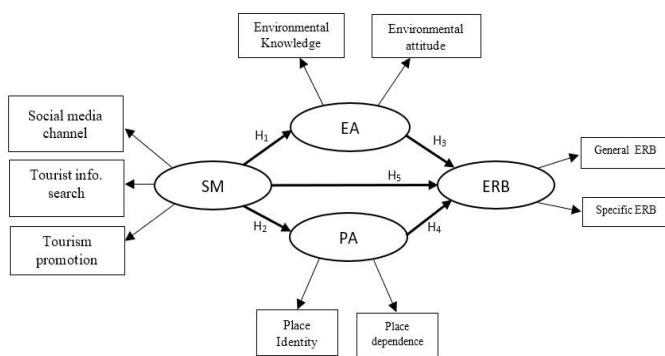 Environmental
Knowledge
Environmental
attitude
Social media
channel
H1
EA
H3
General ERB
Tourist info.
search
SM
H5
ERB
Specific ERB
Tourism
promotion
H2
PA
H4
Place
Identity
Place
dependence